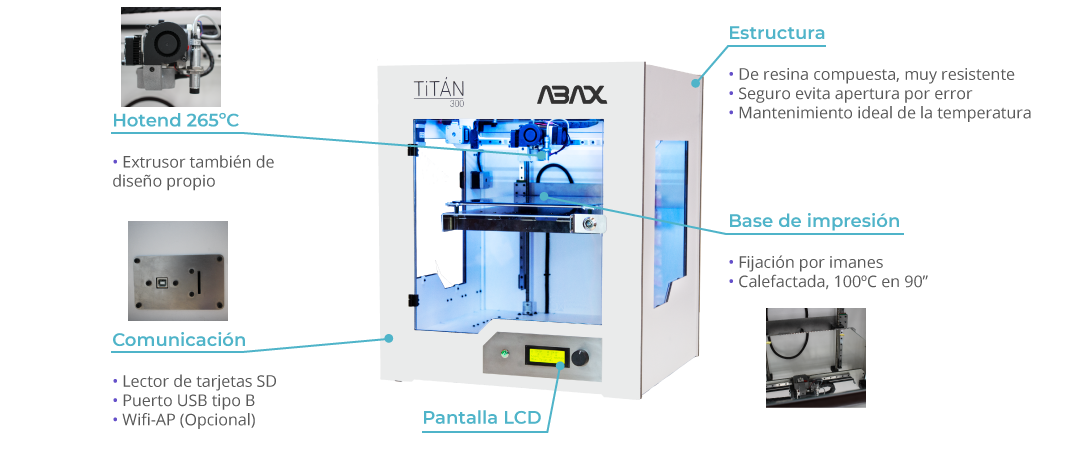 Hotend 265ºC
• Extrusor también de
diseño propio
Comunicación
• Lector de tarjetas SD
• Puerto USB tipo B
• Wifi-AP (Opcional)
TiTÁN
300
ABAX
Pantalla LCD
Estructura
• De resina compuesta, muy resistente
• Seguro evita apertura por error
• Mantenimiento ideal de la temperatura
Base de impresión
• Fijación por imanes
• Calefactada, 100ºC en 90”